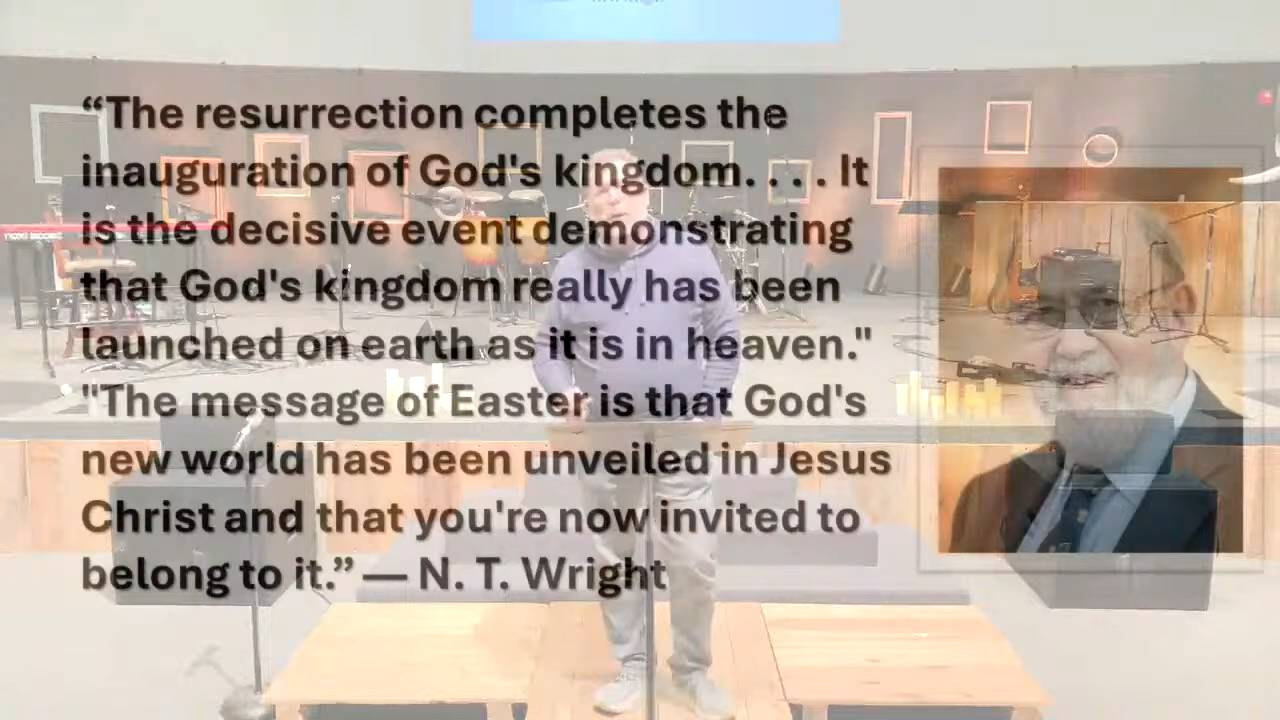 “The resurrection completes the
inauguration of God's kingdom. . . . It
is the decisive event demonstrating
that God's kingdom really has been
launched on earth as it is in heaven."
"The message of Easter is that God's
new world has been unveiled in Jesus
Christ and that you're now invited to
belong to it.” — N. T. Wright